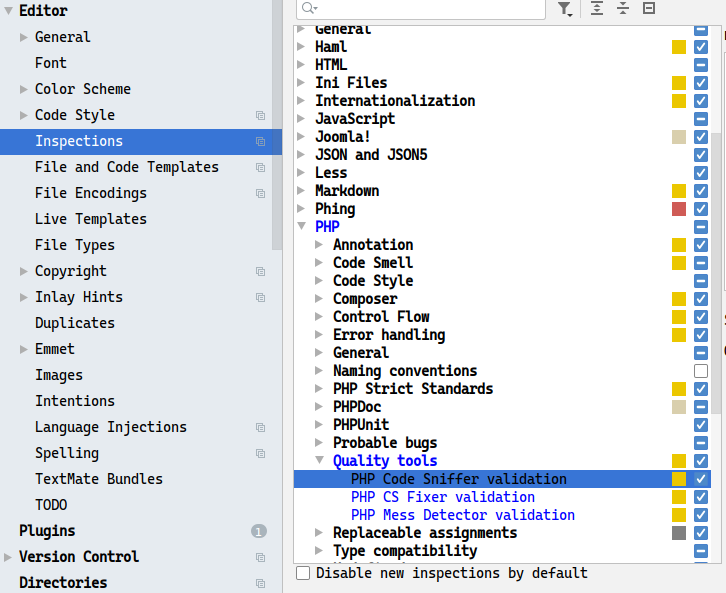 Editor
General
Font
Color Scheme
Code Style
Inspections
File and Code Templates
File Encodings
Live Templates
File Types
Copyright
Inlay Hints
Duplicates
Emmet
Images
Intentions
Language Injections
Spelling
TextMate Bundles
TODO
Plugins 1
Version Control
Directories
General
Haml
HTML
Ini Files
Internationalization
JavaScript
Joomla!
JSON and JSON5
Less
Markdown
Phing
PHP
Annotation
Code Smell
Code Style
Composer
Control Flow
Error handling
General
Naming conventions
PHP Strict Standards
PHPDoc
PHPUnit
Probable bugs
Quality tools
PHP Code Sniffer validation
PHP CS Fixer validation
PHP Mess Detector validation
Replaceable assignments
Type compatibility
Disable new inspections by default